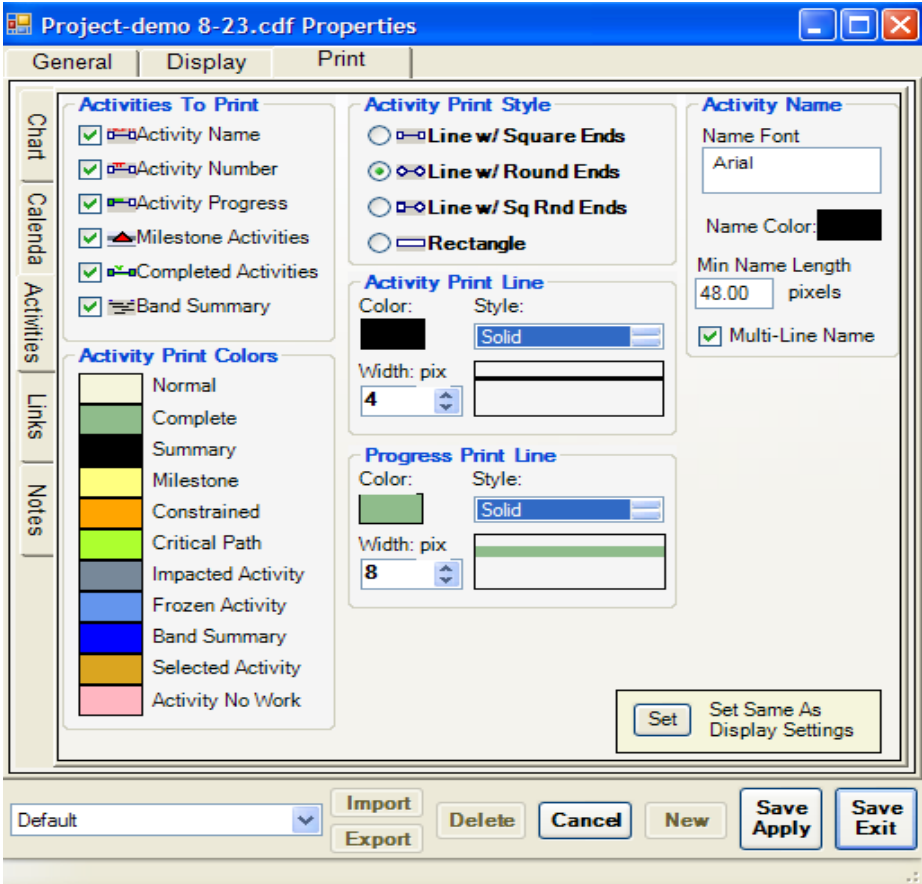 Project-demo 8-23.cdf Properties
General
Display
Print
Chart
Calenda
Activities
Links
Notes
Activities To Print
Activity Name
Activity Number
Activity Progress
Milestone Activities
Completed Activities
Band Summary
Activity Print Colors
Normal
Complete
Summary
Milestone
Constrained
Critical Path
Impacted Activity
Frozen Activity
Band Summary
Selected Activity
Activity No Work
Activity Print Style
Line w/ Square Ends
Line w/ Round Ends
Line w/ Sq Rnd Ends
Rectangle
Activity Print Line
Color: Style:
Solid
Width: pix
4
Progress Print Line
Color: Style:
Solid
Width: pix
8
Activity Name
Name Font
Arial
Name Color:
Min Name Length
48.00 pixels
Multi-Line Name
Set
Set Same As
Display Settings
Default
Import
Export
Delete
Cancel
New
Save
Apply
Save
Exit